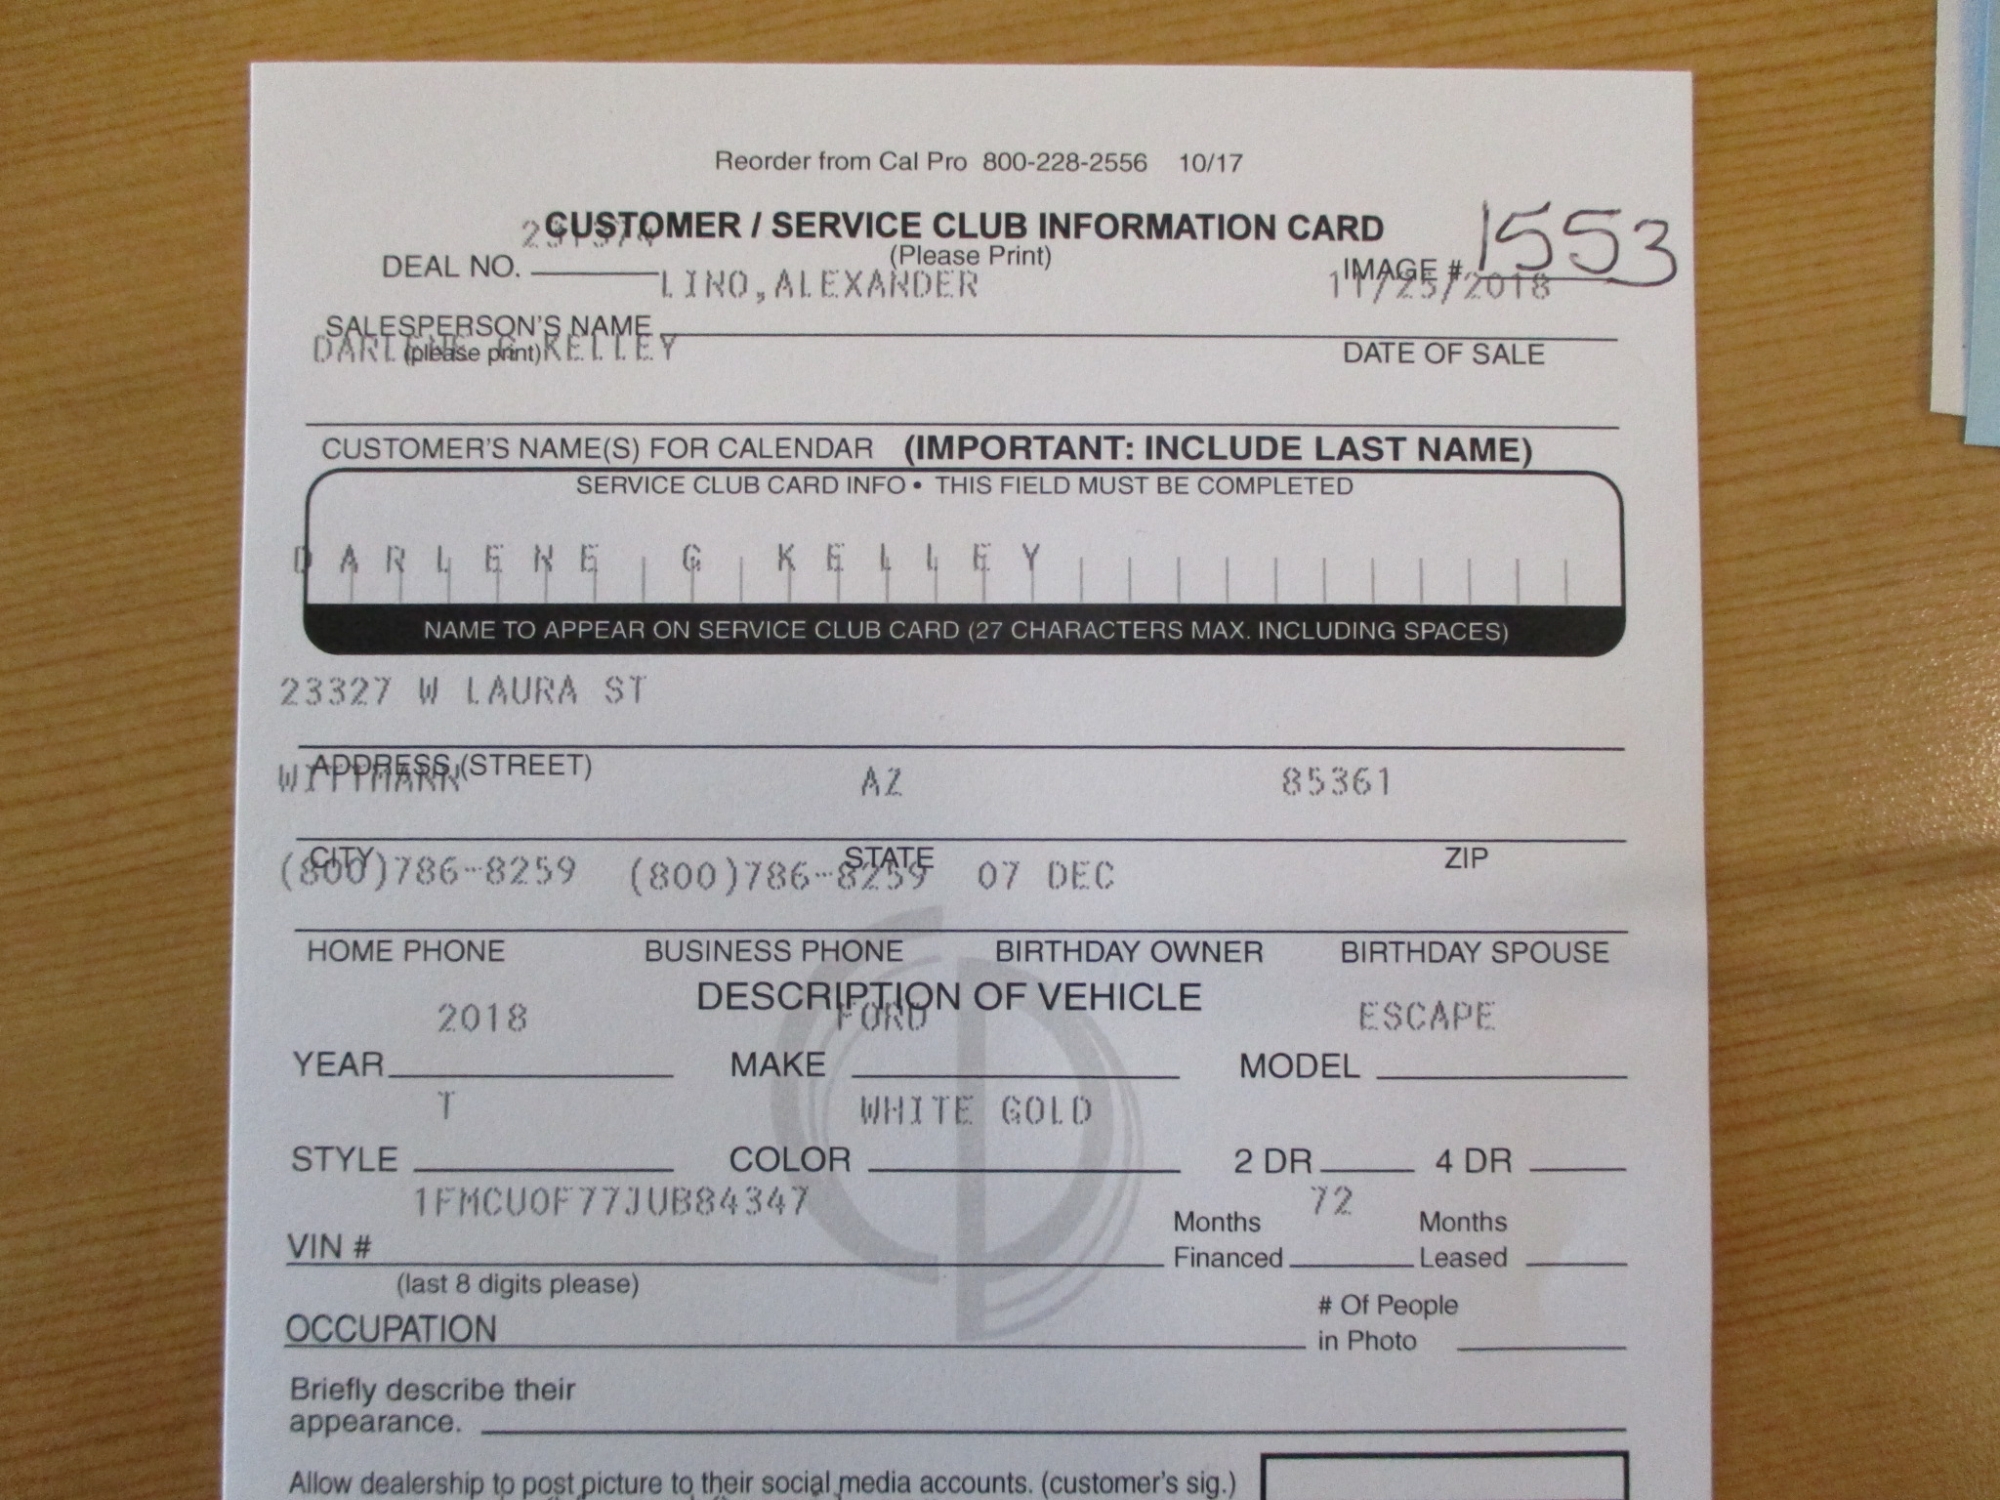 Reorder from Cal Pro 800-228-2556 10/17
CUSTOMER / SERVICE CLUB INFORMATION CARD
(Please Print)
DEAL NO. IMAGE # 1553
LINO,ALEXANDER 11/25/2018
SALESPERSON'S NAME
(please print) DATE OF SALE
DARLENE G KELLEY
CUSTOMER'S NAME(S) FOR CALENDAR (IMPORTANT: INCLUDE LAST NAME)
SERVICE CLUB CARD INFO • THIS FIELD MUST BE COMPLETED
DARLENE G KELLEY
NAME TO APPEAR ON SERVICE CLUB CARD (27 CHARACTERS MAX. INCLUDING SPACES)
23327 W LAURA ST
ADDRESS (STREET)
WITTMANN AZ 85361
CITY STATE ZIP
(800)786-8259 (800)786-8259 07 DEC
HOME PHONE BUSINESS PHONE BIRTHDAY OWNER BIRTHDAY SPOUSE
DESCRIPTION OF VEHICLE
2018 FORD ESCAPE
YEAR MAKE MODEL
T WHITE GOLD
STYLE COLOR 2 DR 4 DR
1FMCU0F77JUB84347 72
VIN # Months Financed Months Leased
(last 8 digits please)
OCCUPATION # Of People in Photo
Briefly describe their
appearance.
Allow dealership to post picture to their social media accounts. (customer's sig.)